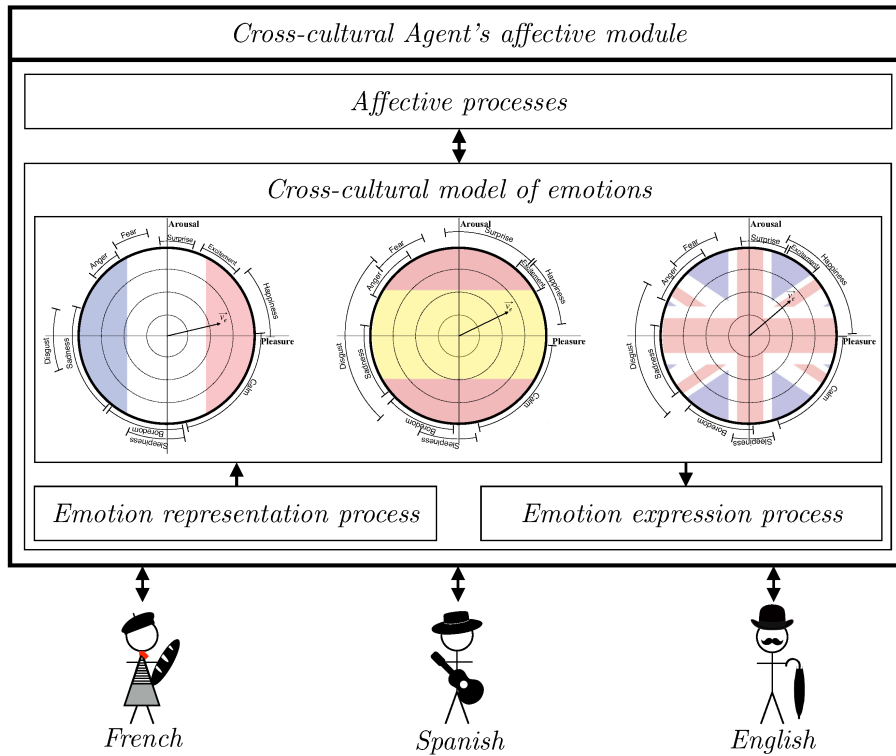 Cross-cultural Agent's affective module
Affective processes
Cross-cultural model of emotions
Arousal
Fear
Surprise
Excitement
Anger
Happiness
v⃗e
Pleasure
Disgust
Sadness
Calm
Boredom
Sleepiness
Arousal
Surprise
Fear
Excitement
Anger
Happiness
v⃗e
Pleasure
Disgust
Sadness
Calm
Boredom
Sleepiness
Arousal
Surprise
Fear
Excitement
Anger
Happiness
v⃗e
Pleasure
Disgust
Sadness
Calm
Boredom
Sleepiness
Emotion representation process
Emotion expression process
French
Spanish
English